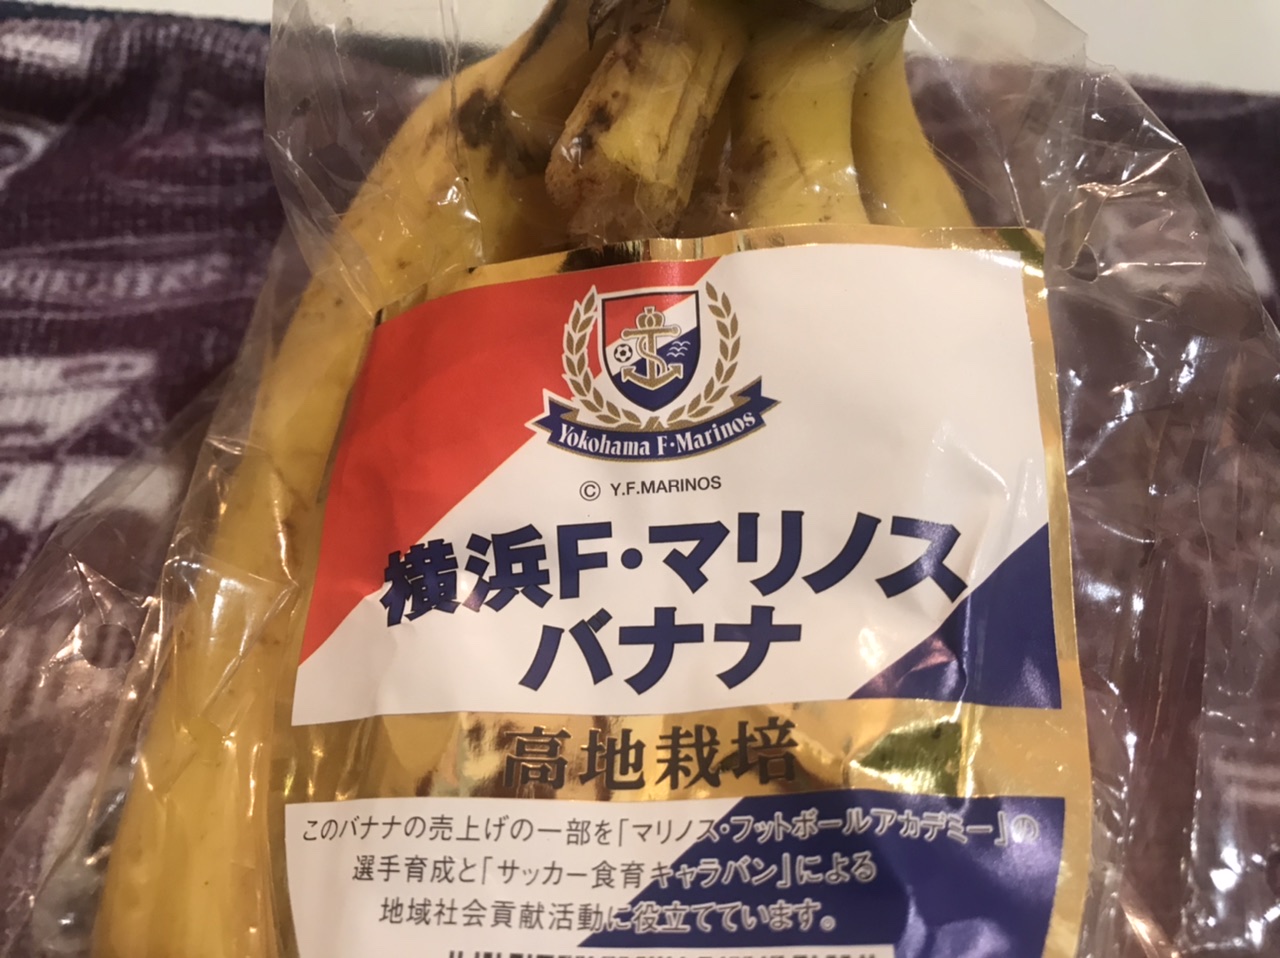 Yokohama F·Marinos
© Y.F.MARINOS
横浜F・マリノス
バナナ
高地栽培
このバナナの売上げの一部を「マリノス・フットボールアカデミー」の
選手育成と「サッカー食育キャラバン」による
地域社会貢献活動に役立てています。